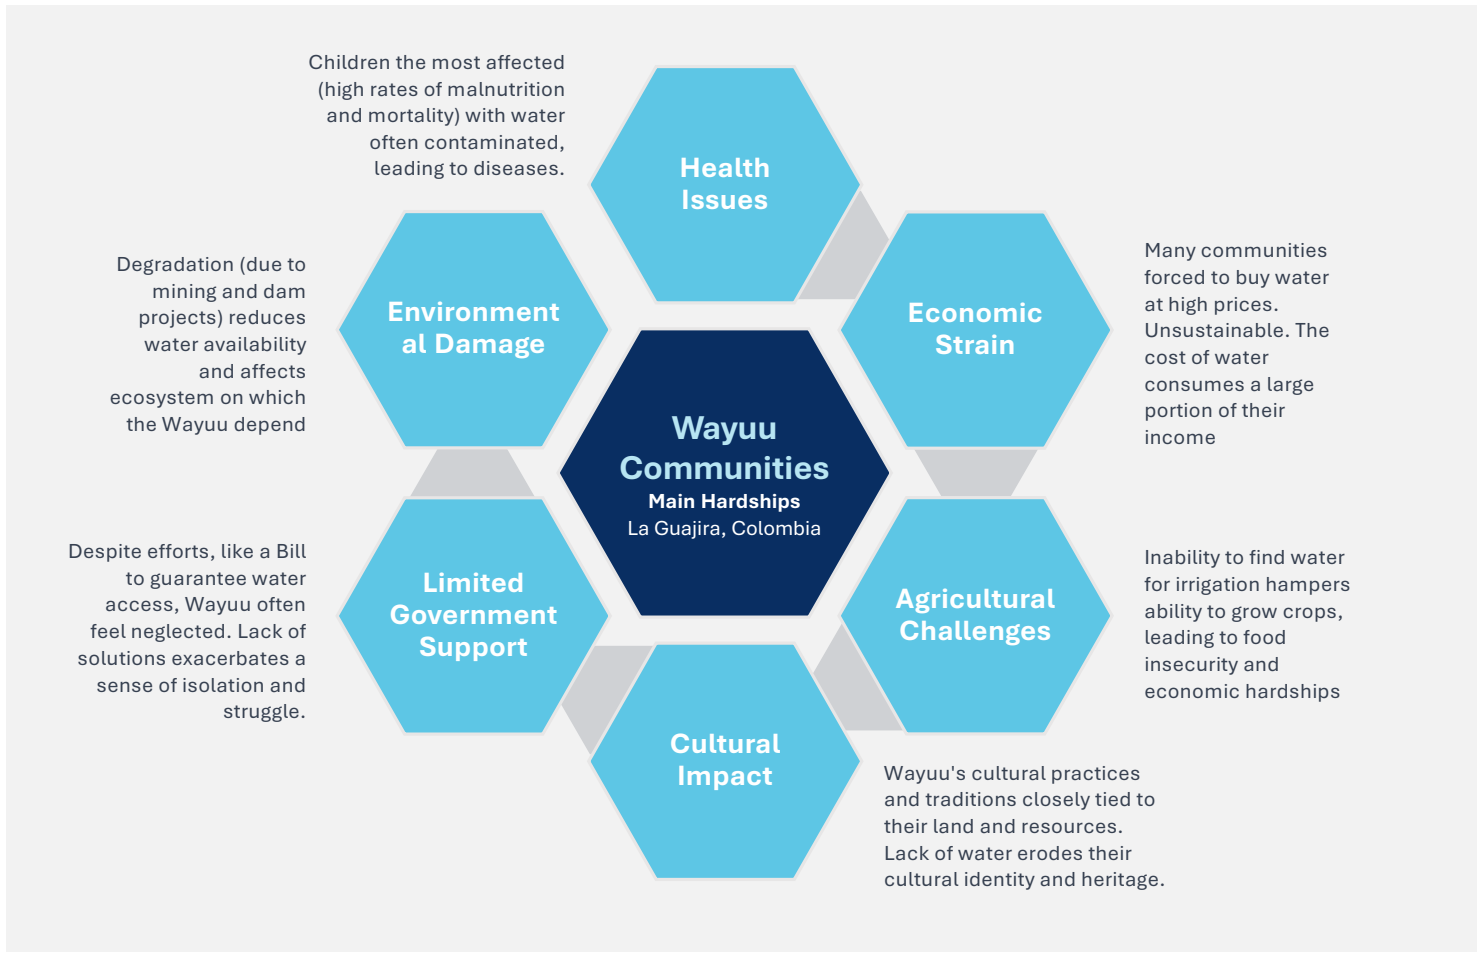 Children the most affected
(high rates of malnutrition
and mortality) with water
often contaminated,
leading to diseases.
Health
Issues
Many communities
forced to buy water
at high prices.
Unsustainable. The
cost of water
consumes a large
portion of their
income
Economic
Strain
Inability to find water
for irrigation hampers
ability to grow crops,
leading to food
insecurity and
economic hardships
Agricultural
Challenges
Wayuu's cultural practices
and traditions closely tied to
their land and resources.
Lack of water erodes their
cultural identity and heritage.
Cultural
Impact
Despite efforts, like a Bill
to guarantee water
access, Wayuu often
feel neglected. Lack of
solutions exacerbates a
sense of isolation and
struggle.
Limited
Government
Support
Degradation (due to
mining and dam
projects) reduces
water availability
and affects
ecosystem on which
the Wayuu depend
Environment
al Damage
Wayuu
Communities
Main Hardships
La Guajira, Colombia